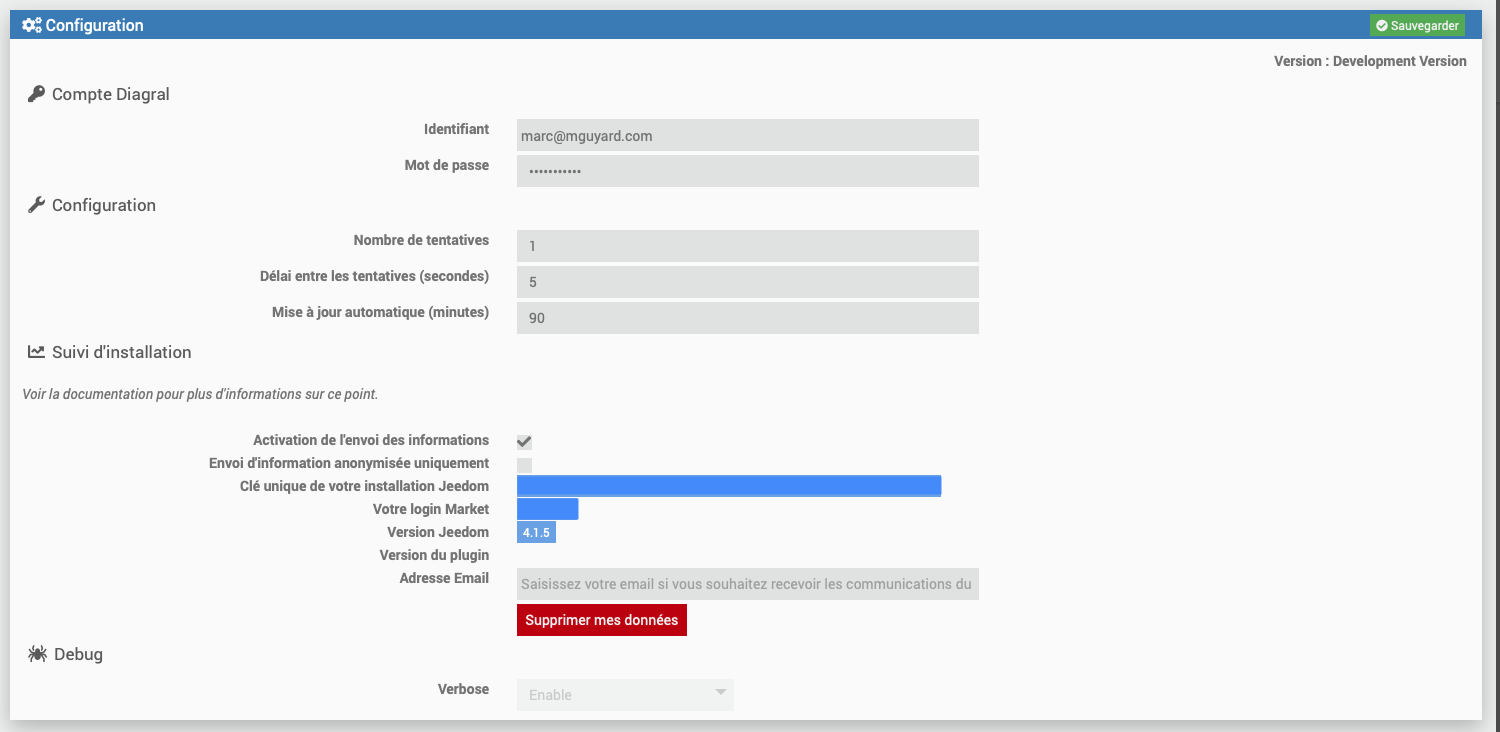 Configuration
Sauvegarder
Version : Development Version
Compte Diagral
Identifiant
marc@mguyard.com
Mot de passe
•••••••••••
Configuration
Nombre de tentatives
1
Délai entre les tentatives (secondes)
5
Mise à jour automatique (minutes)
90
Suivi d'installation
Voir la documentation pour plus d'informations sur ce point.
Activation de l'envoi des informations
Envoi d'information anonymisée uniquement
Clé unique de votre installation Jeedom
Votre login Market
Version Jeedom
4.1.5
Version du plugin
Adresse Email
Saisissez votre email si vous souhaitez recevoir les communications du
Supprimer mes données
Debug
Verbose
Enable